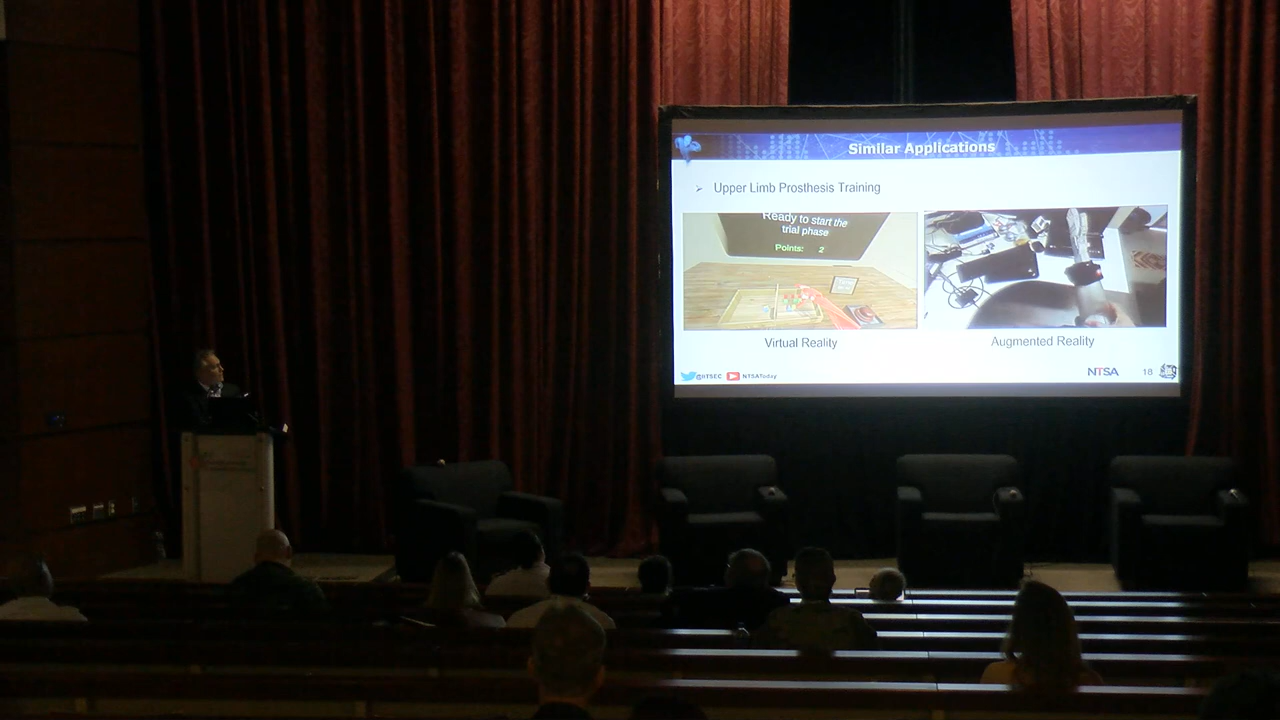 Similar Applications
➢ Upper Limb Prosthesis Training
Ready to start the
trial phase
Points: 2
Virtual Reality
Augmented Reality
@IITSEC NTSAToday
NTSA 18